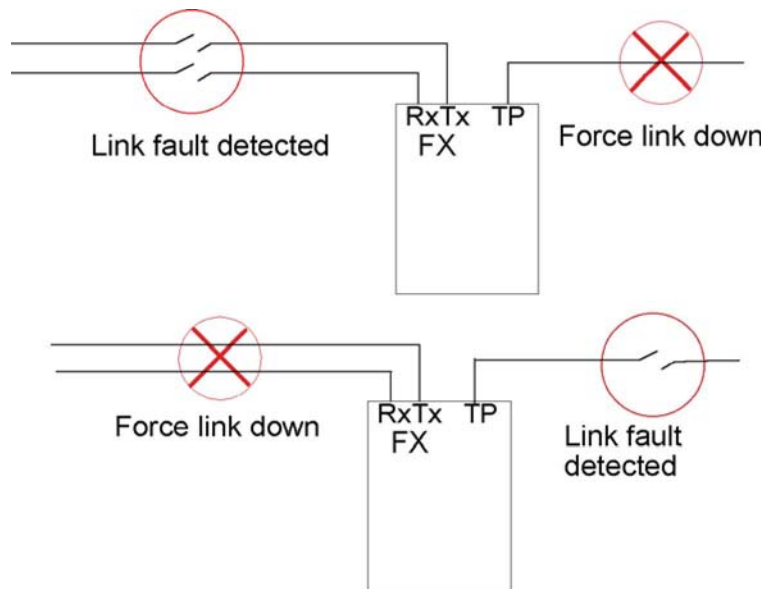 RxTx TP
FX
Link fault detected
Force link down
RxTx TP
FX
Force link down
Link fault
detected